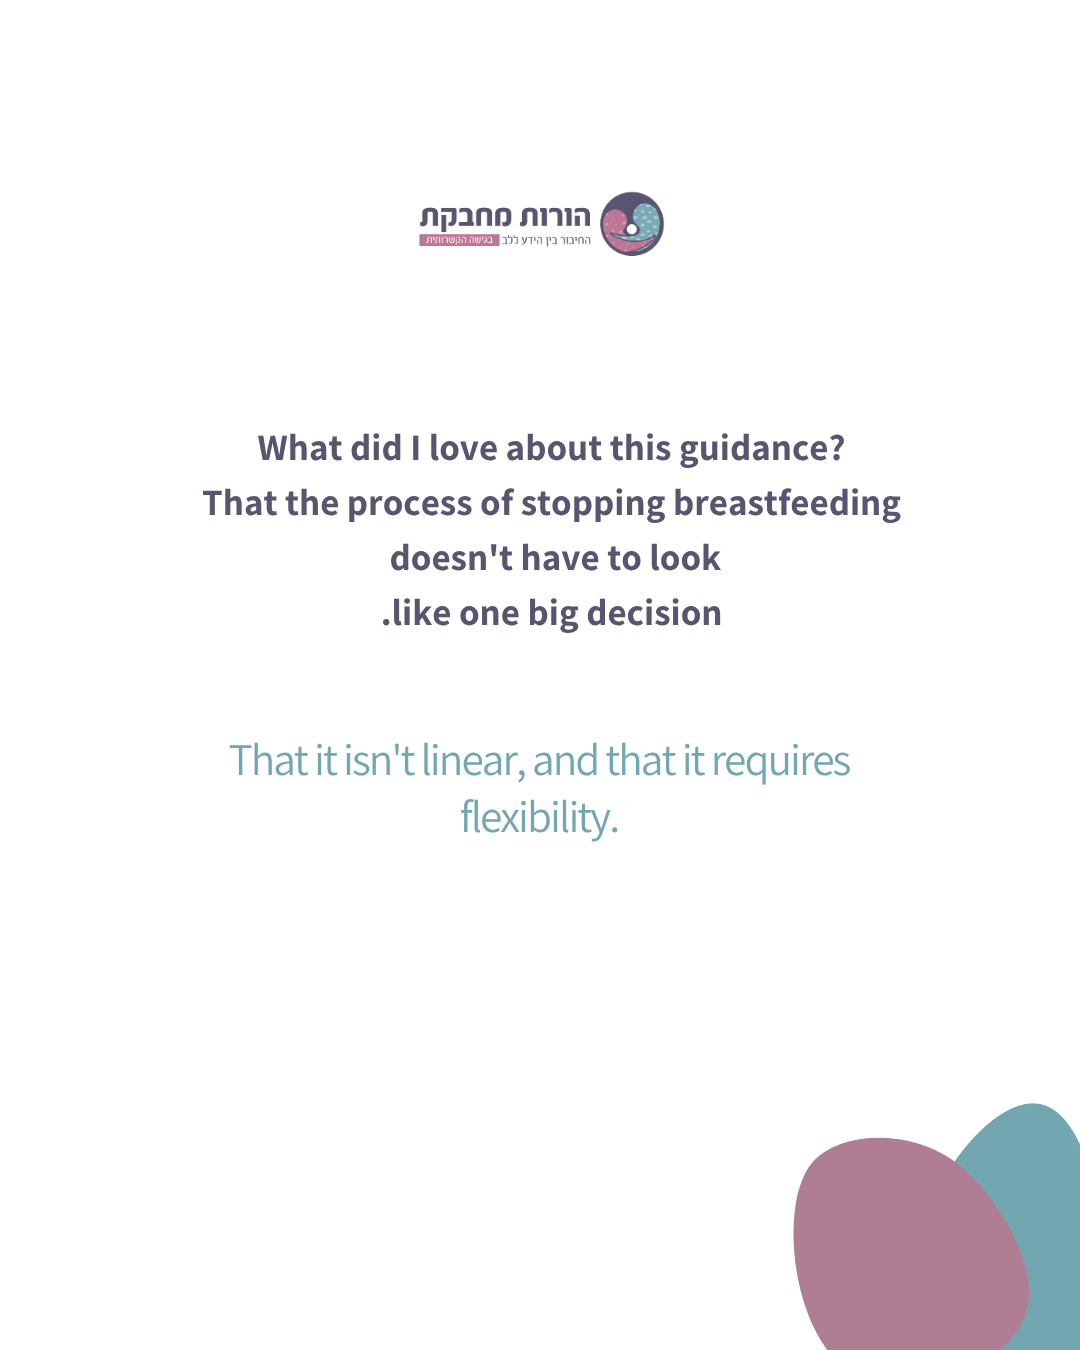 הורות מחבקת
החיבור בין הידע ללב בגישה הקשרותית
What did I love about this guidance?
That the process of stopping breastfeeding
doesn't have to look
.like one big decision
That it isn't linear, and that it requires
flexibility.